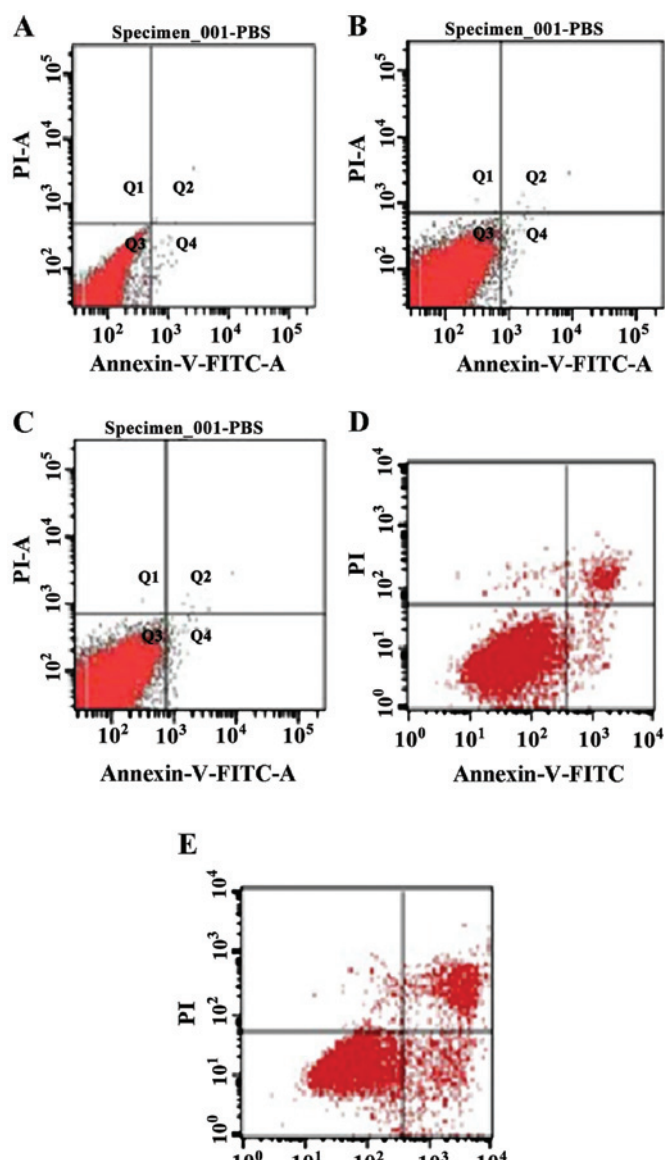 A
Specimen_001-PBS
PI-A
10^5
10^4
10^3
10^2
Q1 Q2
Q3 Q4
10^2 10^3 10^4 10^5
Annexin-V-FITC-A
B
Specimen_001-PBS
PI-A
10^5
10^4
10^3
10^2
Q1 Q2
Q3 Q4
10^2 10^3 10^4 10^5
Annexin-V-FITC-A
C
Specimen_001-PBS
PI-A
10^5
10^4
10^3
10^2
Q1 Q2
Q3 Q4
10^2 10^3 10^4 10^5
Annexin-V-FITC-A
D
PI
10^4
10^3
10^2
10^1
10^0
10^0 10^1 10^2 10^3 10^4
Annexin-V-FITC
E
PI
10^4
10^3
10^2
10^1
10^0
10^0 10^1 10^2 10^3 10^4